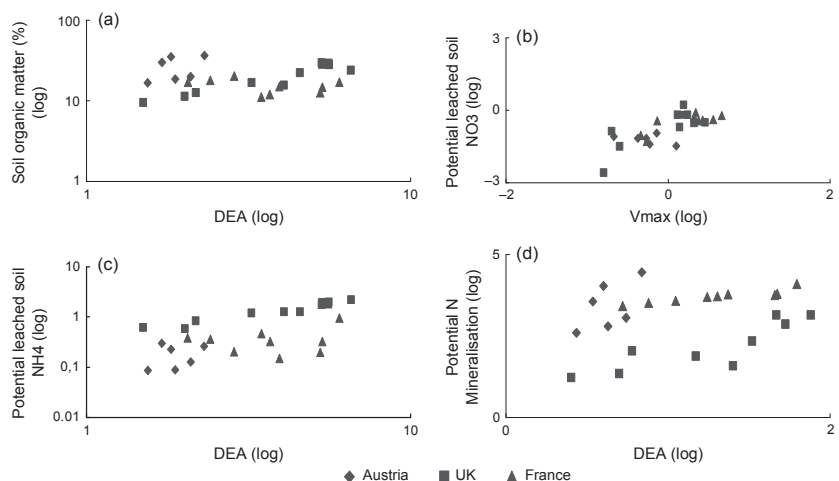 (a)
Soil organic matter (%)
(log)
100
10
1
1
10
DEA (log)
(b)
Potential leached soil
NO3 (log)
3
0
–3
–2
0
2
Vmax (log)
(c)
Potential leached soil
NH4 (log)
10
1
0.1
0.01
1
10
DEA (log)
(d)
Potential N
Mineralisation (log)
5
0
0
2
DEA (log)
Austria UK France